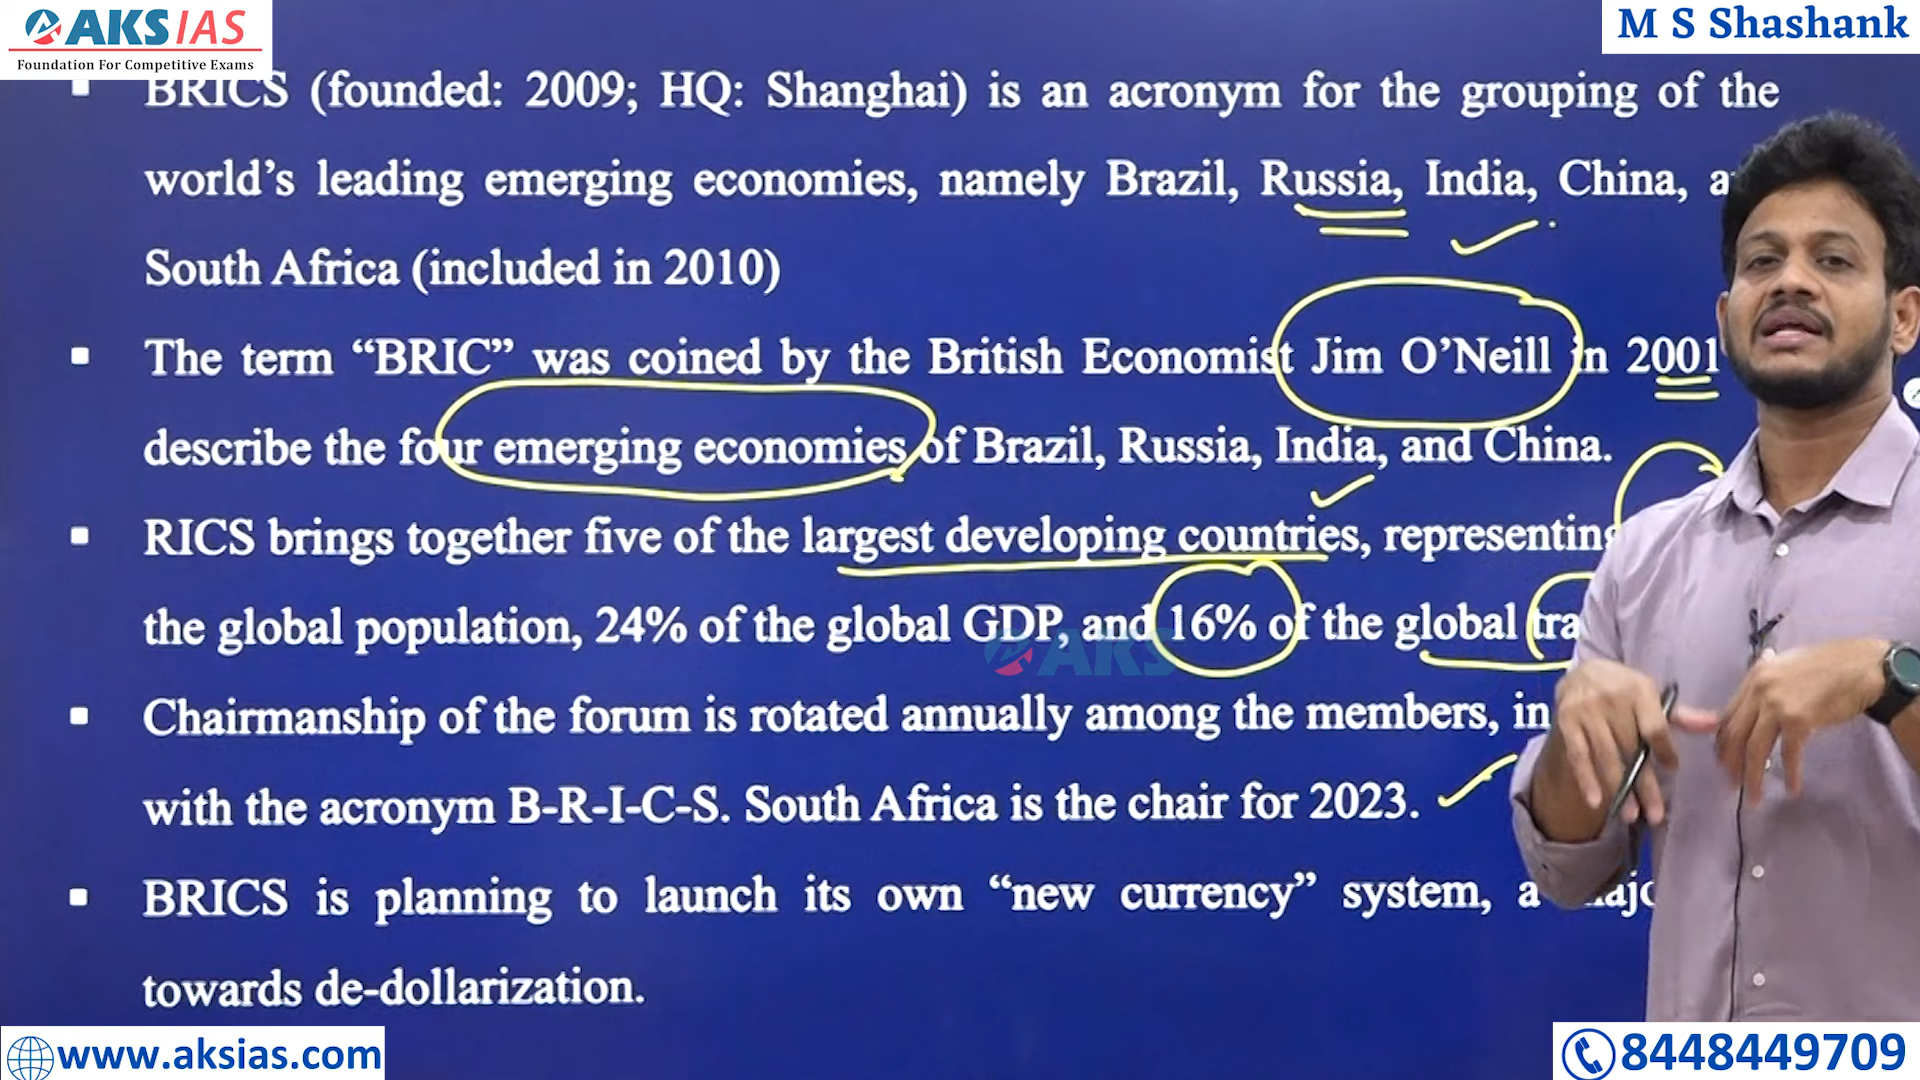 AKS IAS
Foundation For Competitive Exams
M S Shashank
BRICS (founded: 2009; HQ: Shanghai) is an acronym for the grouping of the
world’s leading emerging economies, namely Brazil, Russia, India, China,
South Africa (included in 2010)
The term “BRIC” was coined by the British Economist Jim O’Neill in 2001
describe the four emerging economies of Brazil, Russia, India, and China.
RICS brings together five of the largest developing countries, representing
the global population, 24% of the global GDP, and 16% of the global
Chairmanship of the forum is rotated annually among the members, in
with the acronym B-R-I-C-S. South Africa is the chair for 2023.
BRICS is planning to launch its own “new currency” system, a
towards de-dollarization.
AKS
www.aksias.com
8448449709